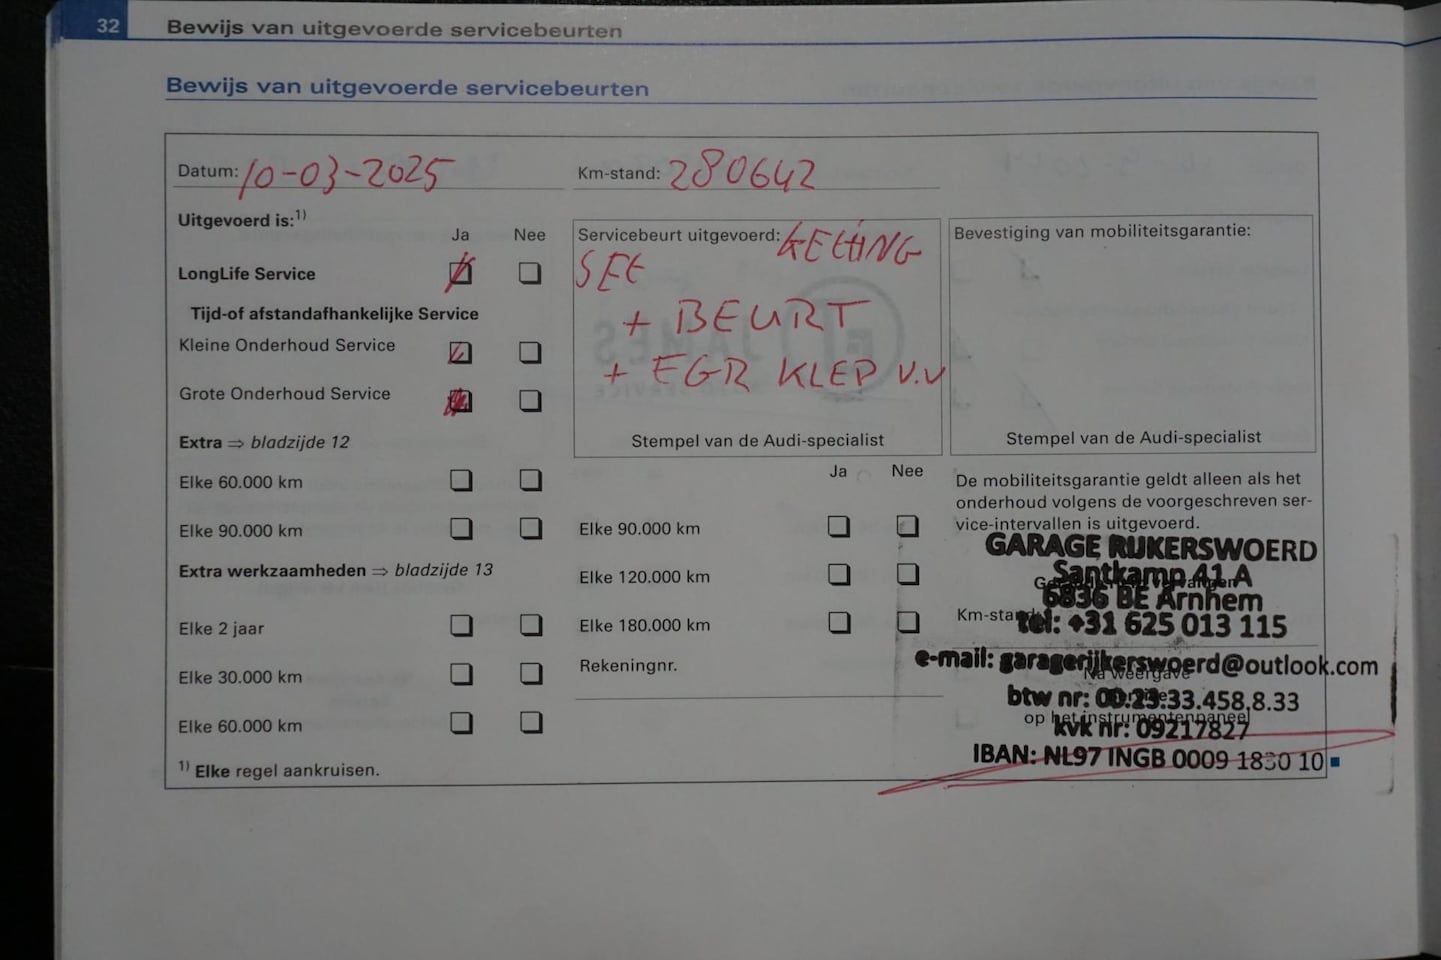 32 Bewijs van uitgevoerde servicebeurten
Bewijs van uitgevoerde servicebeurten
Datum: 10-03-2025 Km-stand: 280642
Uitgevoerd is:1)
Ja Nee
LongLife Service
Tijd-of afstandafhankelijke Service
Kleine Onderhoud Service
Grote Onderhoud Service
Extra ⇒ bladzijde 12
Elke 60.000 km
Elke 90.000 km
Extra werkzaamheden ⇒ bladzijde 13
Elke 2 jaar
Elke 30.000 km
Elke 60.000 km
1) Elke regel aankruisen.
Servicebeurt uitgevoerd:
+ BEURT
+ EGR KLEP V.V
Stempel van de Audi-specialist
Ja Nee
Elke 90.000 km
Elke 120.000 km
Elke 180.000 km
Rekeningnr.
Bevestiging van mobiliteitsgarantie:
Stempel van de Audi-specialist
De mobiliteitsgarantie geldt alleen als het
onderhoud volgens de voorgeschreven ser-
vice-intervallen is uitgevoerd.
GARAGE RIJKERSWOERD
Santkamp 41 A
6836 BE Arnhem
Km-stand
tel: +31 625 013 115
e-mail: garagerijkerswoerd@outlook.com
Na weergave
btw nr: 00.23.33.458.8.33
op het instrumentenpaneel
kvk nr: 09217827
IBAN: NL97 INGB 0009 1830 10